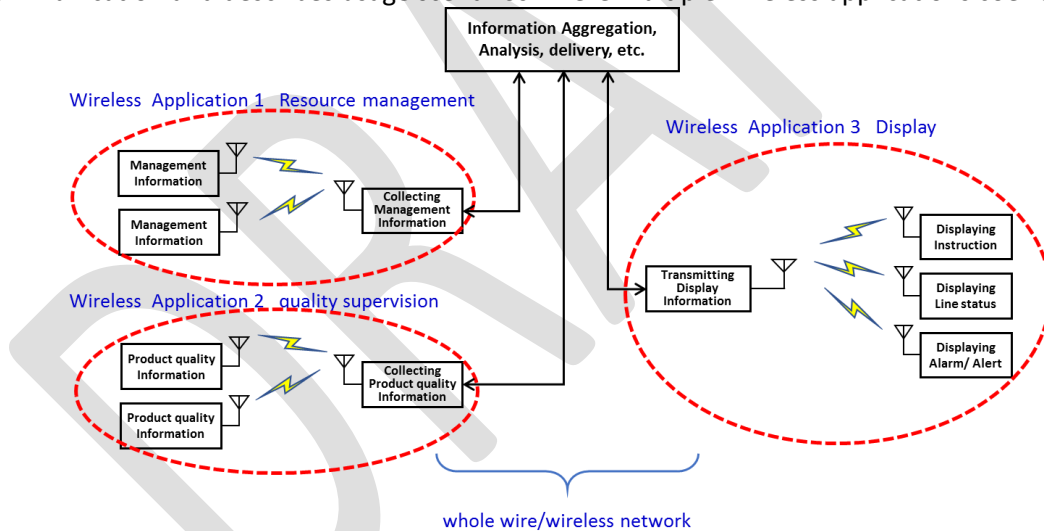 Information Aggregation,
Analysis, delivery, etc.
Wireless Application 1 Resource management
Management
Information
Management
Information
Collecting
Management
Information
Wireless Application 2 quality supervision
Product quality
Information
Product quality
Information
Collecting
Product quality
Information
Wireless Application 3 Display
Transmitting
Display
Information
Displaying
Instruction
Displaying
Line status
Displaying
Alarm/ Alert
whole wire/wireless network
DRA